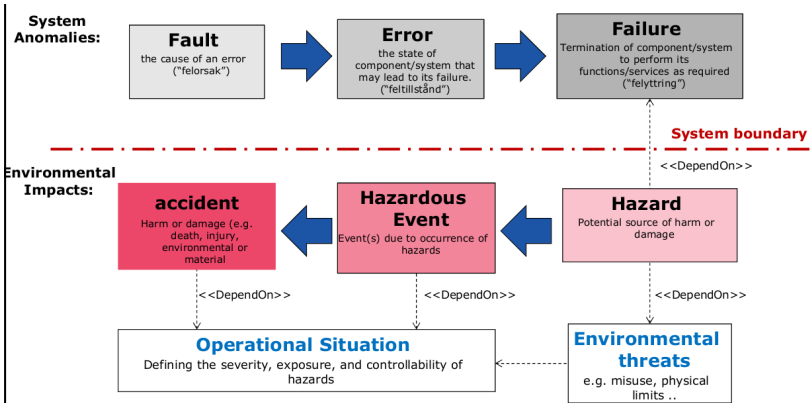 System
Anomalies:
Fault
the cause of an error
("felorsak")
Error
the state of
component/system that
may lead to its failure.
("feltillstånd")
Failure
Termination of component/system
to perform its
functions/services as required
("felyttring")
System boundary
<<DependOn>>
Environmental
Impacts:
accident
Harm or damage (e.g.
death, injury,
environmental or
material
Hazardous
Event
Event(s) due to occurrence of
hazards
Hazard
Potential source of harm or
damage
<<DependOn>>
<<DependOn>>
<<DependOn>>
Operational Situation
Defining the severity, exposure, and controllability of
hazards
Environmental
threats
e.g. misuse, physical
limits ..